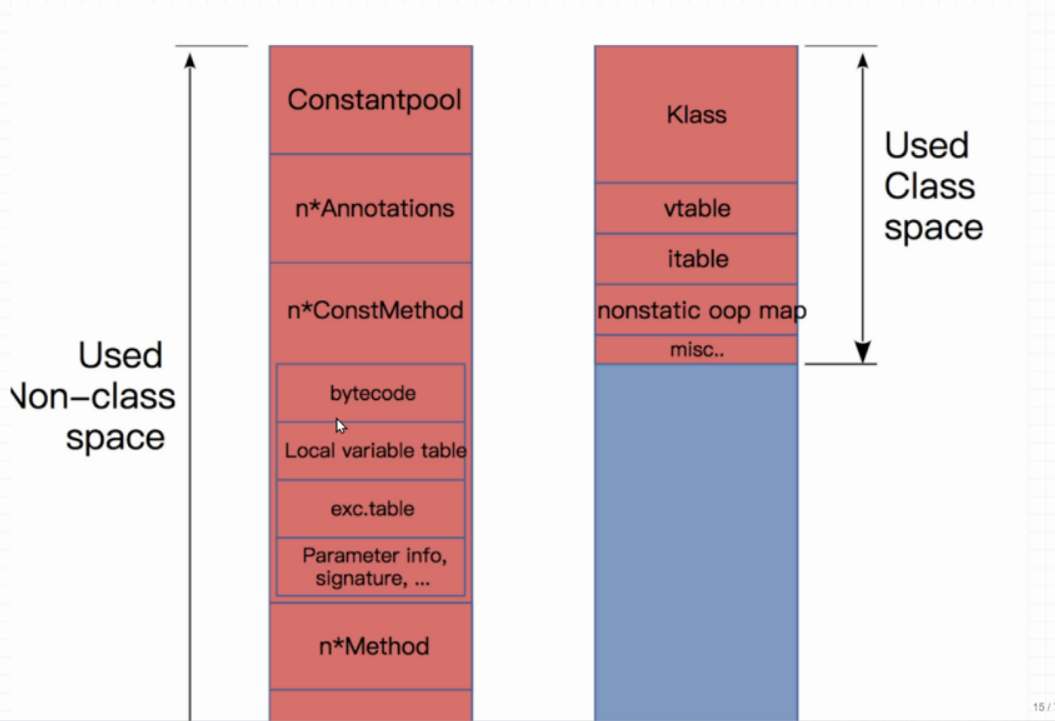 Constantpool
n*Annotations
n*ConstMethod
bytecode
Local variable table
exc.table
Parameter info,
signature, ...
n*Method
Used
Non-class
space
Klass
vtable
itable
nonstatic oop map
misc..
Used
Class
space
15 /